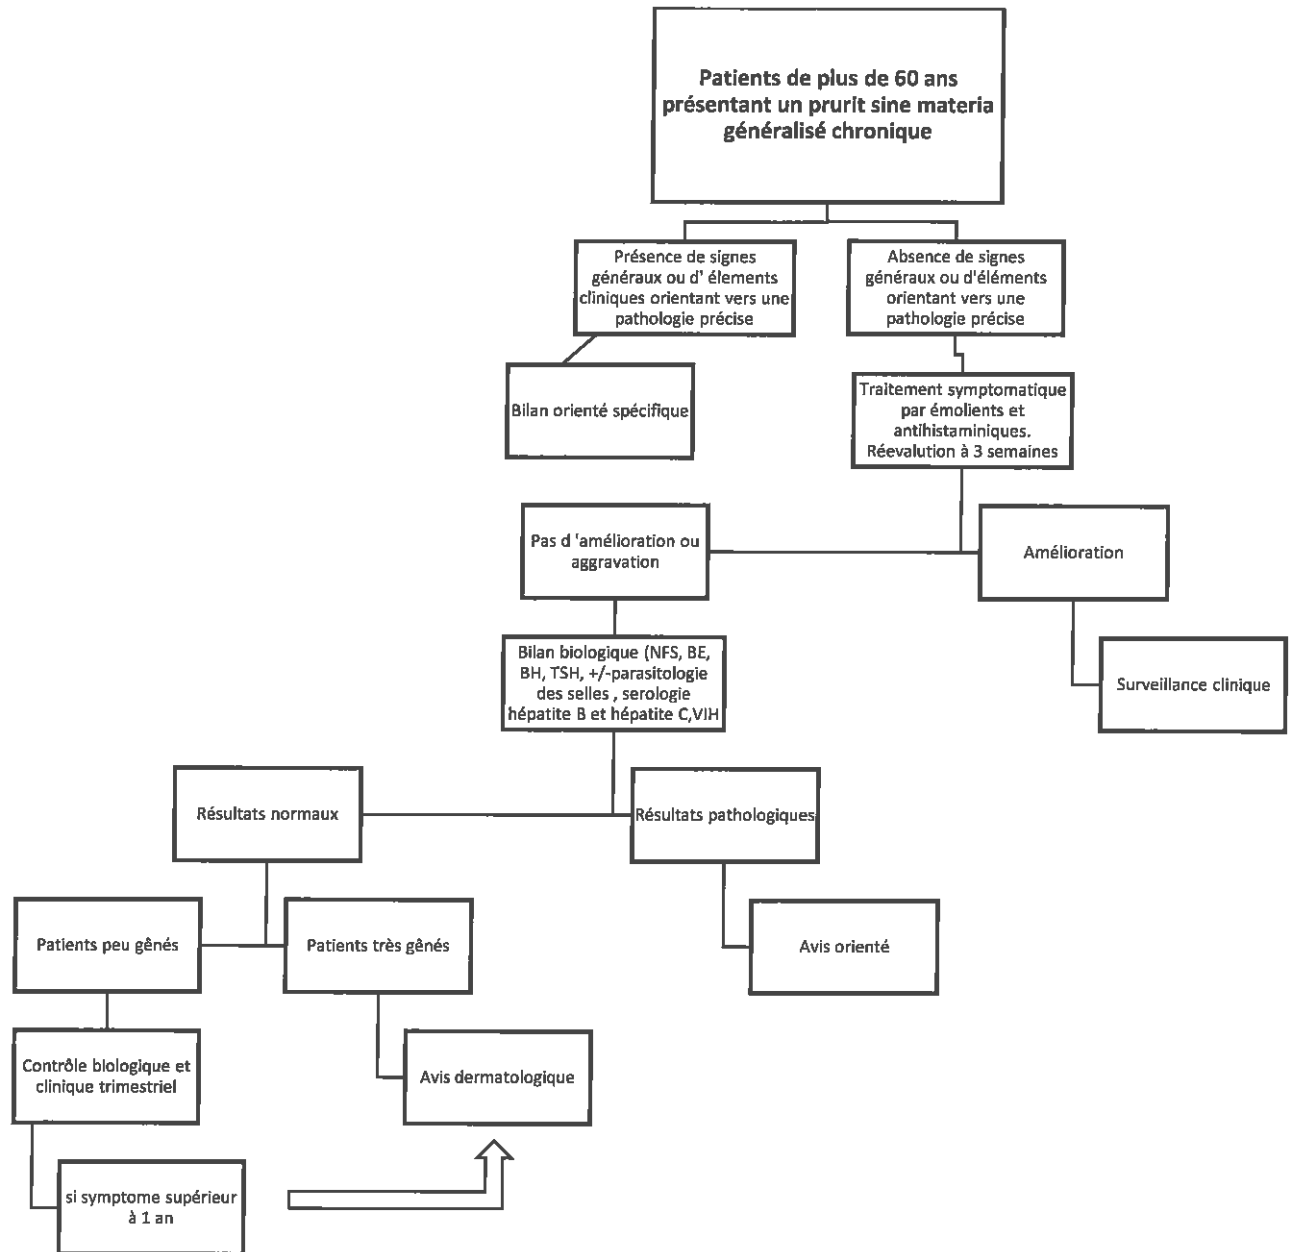 Patients de plus de 60 ans
présentant un prurit sine materia
généralisé chronique
Présence de signes
généraux ou d' élements
cliniques orientant vers une
pathologie précise
Absence de signes
généraux ou d'éléments
orientant vers une
pathologie précise
Bilan orienté spécifique
Traitement symptomatique
par émolients et
antihistaminiques.
Réevalution à 3 semaines
Pas d 'amélioration ou
aggravation
Amélioration
Bilan biologique (NFS, BE,
BH, TSH, +/-parasitologie
des selles , serologie
hépatite B et hépatite C,VIH
Surveillance clinique
Résultats normaux
Résultats pathologiques
Patients peu gênés
Patients très gênés
Avis orienté
Contrôle biologique et
clinique trimestriel
Avis dermatologique
si symptome supérieur
à 1 an